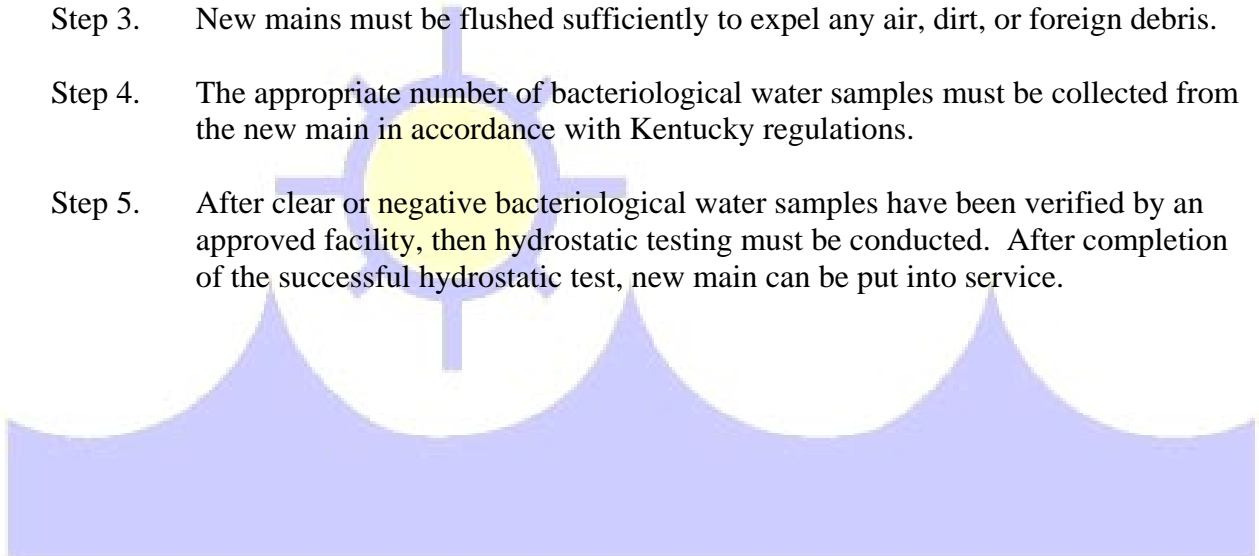 Step 3. New mains must be flushed sufficiently to expel any air, dirt, or foreign debris.
Step 4. The appropriate number of bacteriological water samples must be collected from
the new main in accordance with Kentucky regulations.
Step 5. After clear or negative bacteriological water samples have been verified by an
approved facility, then hydrostatic testing must be conducted. After completion
of the successful hydrostatic test, new main can be put into service.